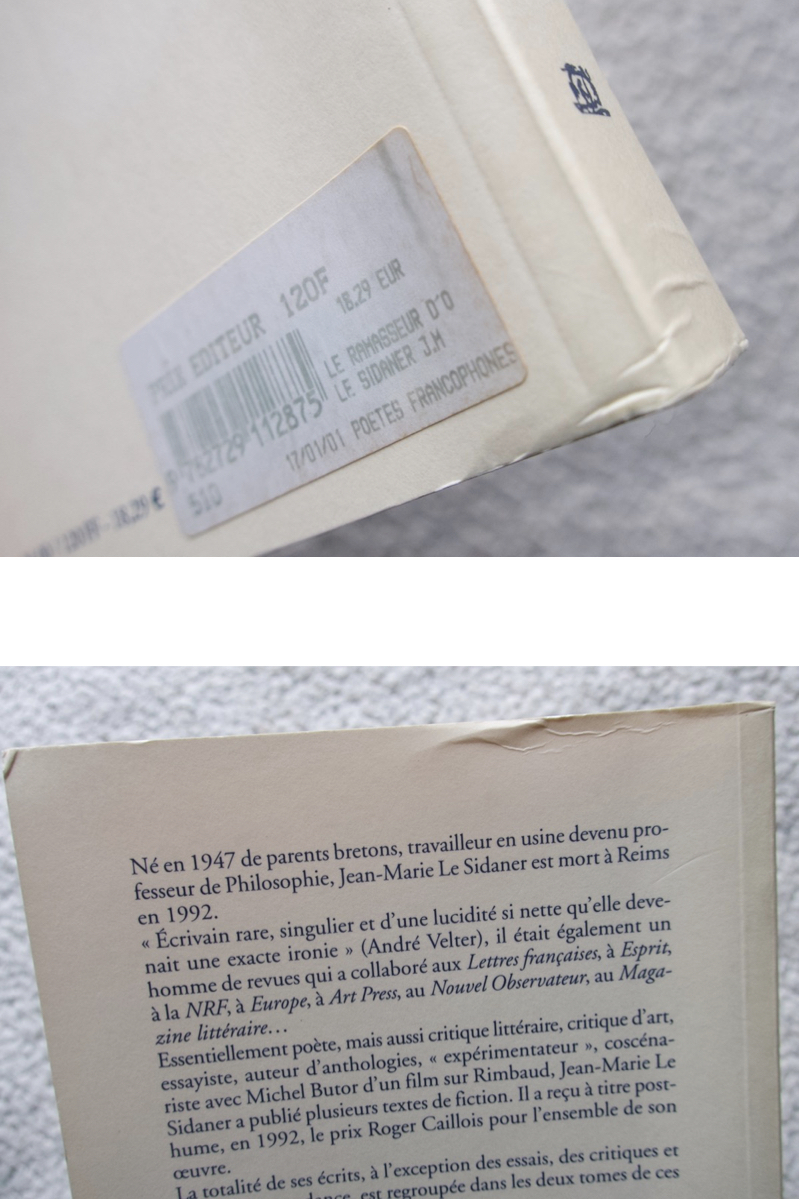 PRIX EDITEUR 120F
18.29 EUR
LE RAMASSEUR D'O
LE SIDANER J.M
9 782729 112875
17/01/01 POETES FRANCOPHONES
510
120 FF - 18,29 €
Né en 1947 de parents bretons, travailleur en usine devenu pro-
fesseur de Philosophie, Jean-Marie Le Sidaner est mort à Reims
en 1992.
« Écrivain rare, singulier et d'une lucidité si nette qu'elle deve-
nait une exacte ironie » (André Velter), il était également un
homme de revues qui a collaboré aux Lettres françaises, à Esprit,
à la NRF, à Europe, à Art Press, au Nouvel Observateur, au Maga-
zine littéraire…
Essentiellement poète, mais aussi critique littéraire, critique d'art,
essayiste, auteur d'anthologies, « expérimentateur », coscéna-
riste avec Michel Butor d'un film sur Rimbaud, Jean-Marie Le
Sidaner a publié plusieurs textes de fiction. Il a reçu à titre post-
hume, en 1992, le prix Roger Caillois pour l'ensemble de son
œuvre.
La totalité de ses écrits, à l'exception des essais, des critiques et
est regroupée dans les deux tomes de ces